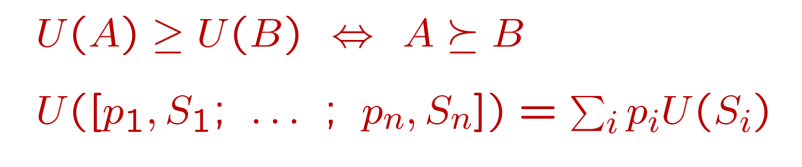 U(A) ≥ U(B) ⇔ A ⪰ B
U([p₁, S₁; … ; pₙ, Sₙ]) = ∑ᵢ pᵢU(Sᵢ)